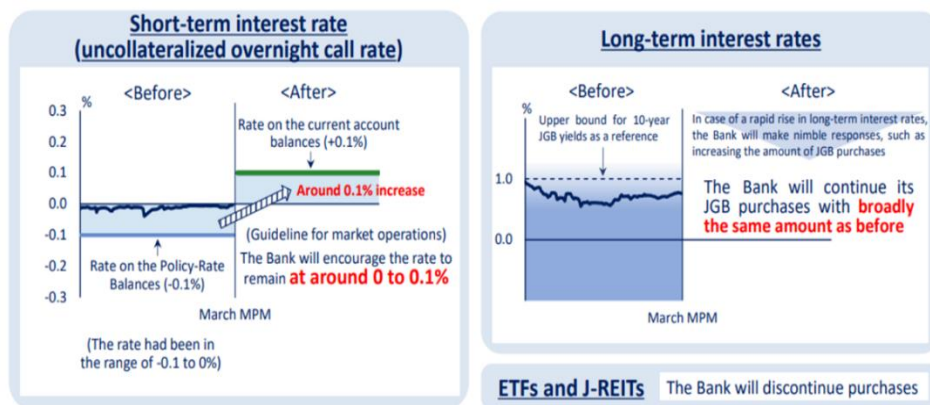 Short-term interest rate
(uncollateralized overnight call rate)
<Before>
<After>
%
0.3
0.2
0.1
0.0
-0.1
-0.2
-0.3
Rate on the current account
balances (+0.1%)
Around 0.1% increase
(Guideline for market operations)
The Bank will encourage the rate to
remain at around 0 to 0.1%
Rate on the Policy-Rate
Balances (-0.1%)
March MPM
(The rate had been in
the range of -0.1 to 0%)
Long-term interest rates
<Before>
<After>
%
Upper bound for 10-year
JGB yields as a reference
1.0
0.0
In case of a rapid rise in long-term interest rates,
the Bank will make nimble responses, such as
increasing the amount of JGB purchases
The Bank will continue its
JGB purchases with broadly
the same amount as before
March MPM
ETFs and J-REITs The Bank will discontinue purchases